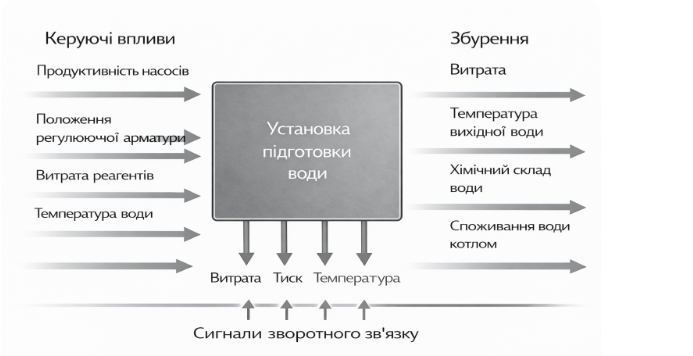 Керуючі впливи
Продуктивність насосів
Положення
регулюючої арматури
Витрата реагентів
Температура води
Установка
підготовки
води
Збурення
Витрата
Температура
вихідної води
Хімічний склад
води
Споживання води
котлом
Витрата Тиск Температура
Сигнали зворотного зв'язку